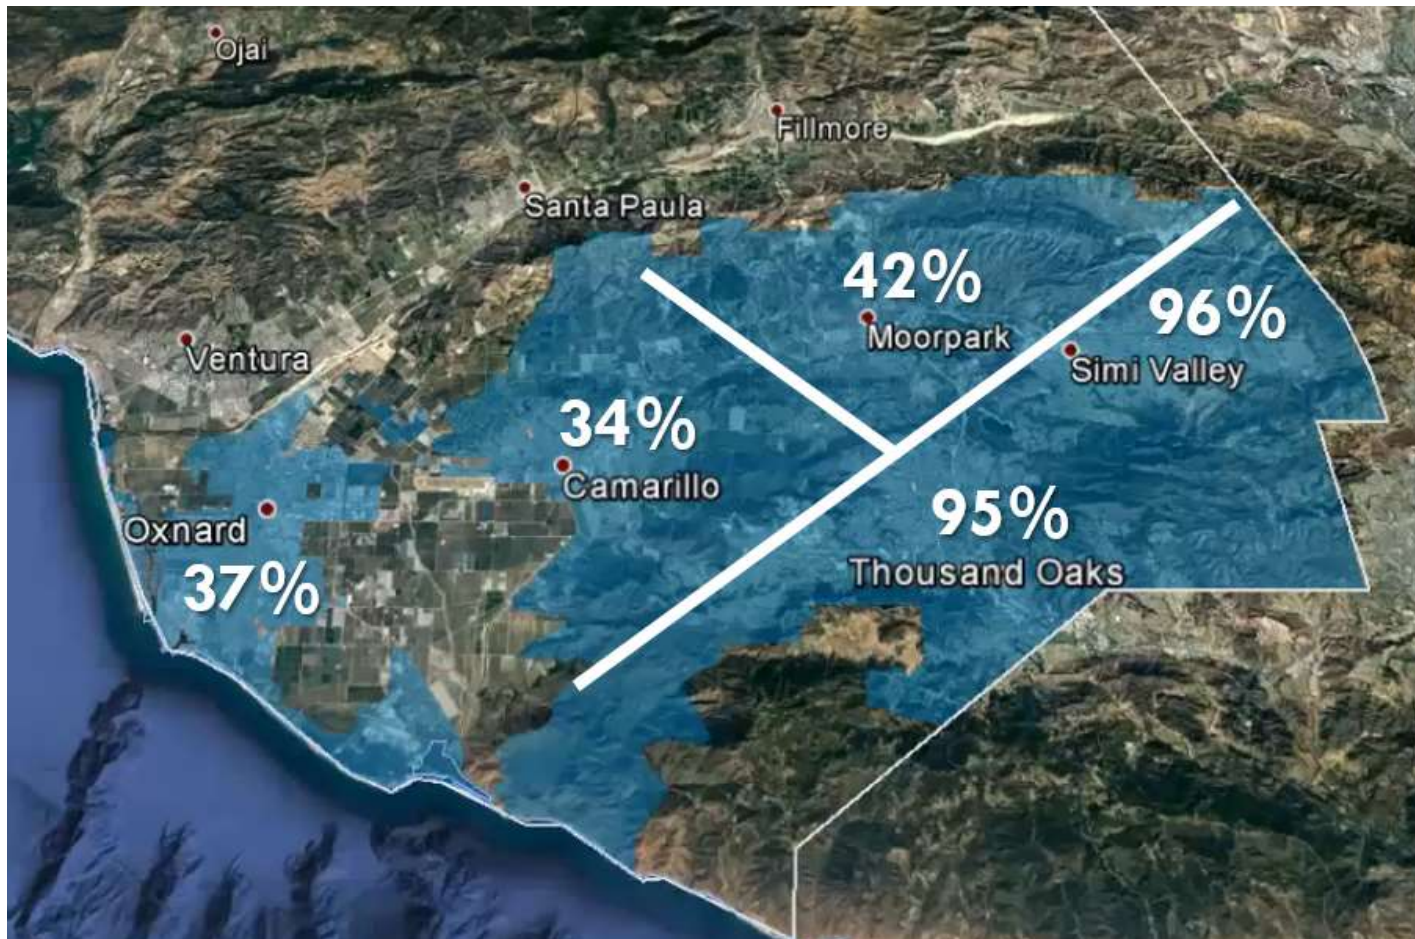 Ojai
Fillmore
Santa Paula
42%
96%
Moorpark
Ventura
Simi Valley
34%
Camarillo
95%
Oxnard
Thousand Oaks
37%